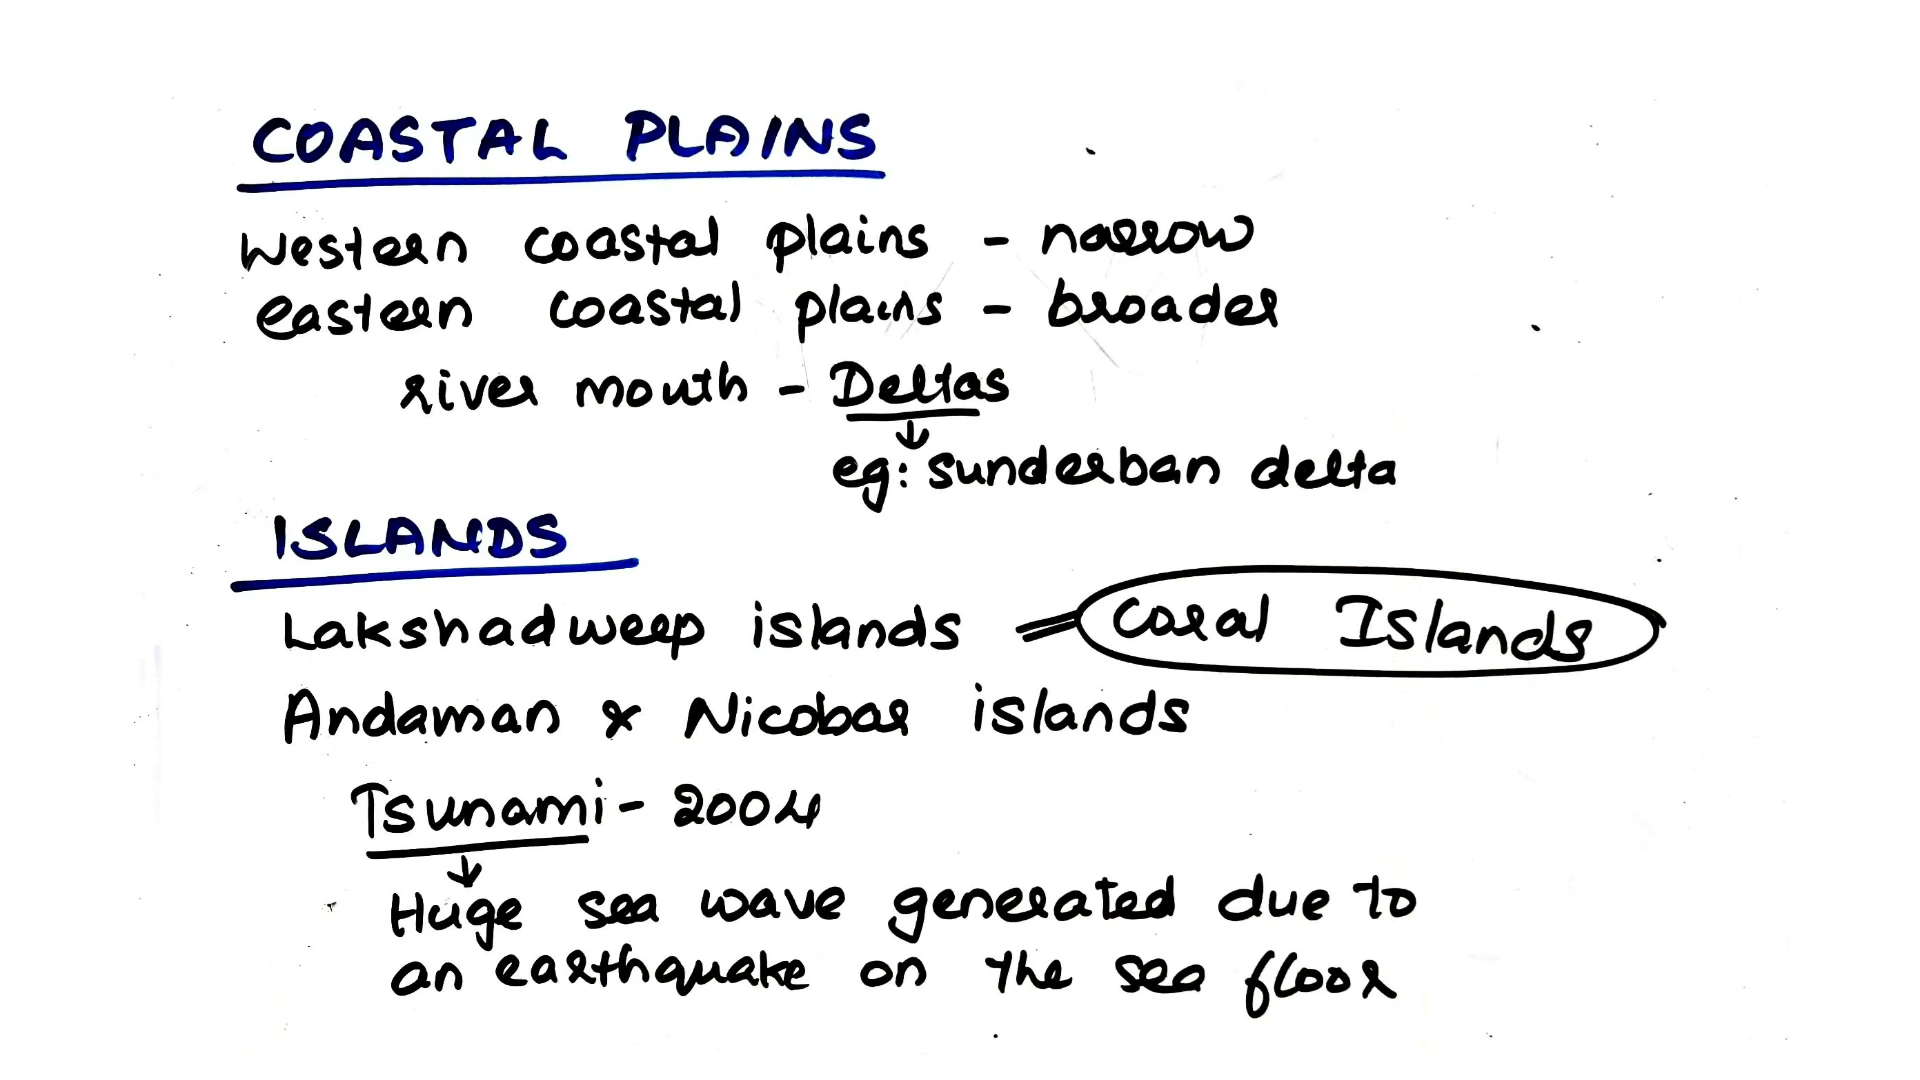 COASTAL PLAINS
Western coastal plains - narrow
eastern coastal plains - broader
river mouth - Deltas
↓
eg: sunderban delta
ISLANDS
Lakshadweep islands = coral Islands
Andaman & Nicobar islands
Tsunami - 2004
↓
Huge sea wave generated due to
an earthquake on the sea floor